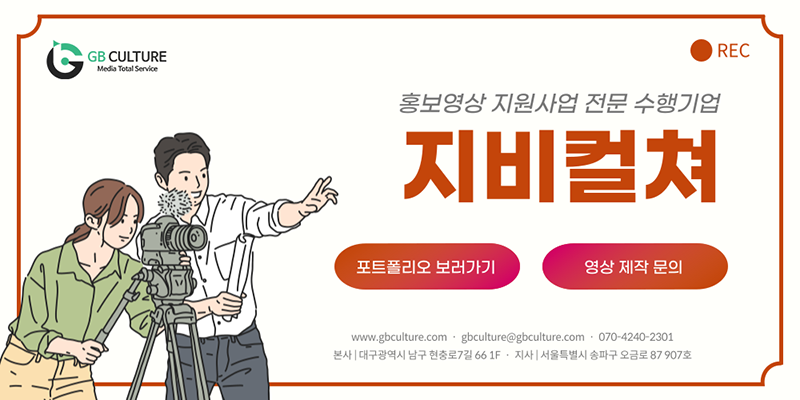 GB CULTURE
Media Total Service
REC
홍보영상 지원사업 전문 수행기업
지비컬쳐
포트폴리오 보러가기
영상 제작 문의
www.gbculture.com · gbculture@gbculture.com · 070-4240-2301
본사 | 대구광역시 남구 현충로7길 66 1F · 지사 | 서울특별시 송파구 오금로 87 907호